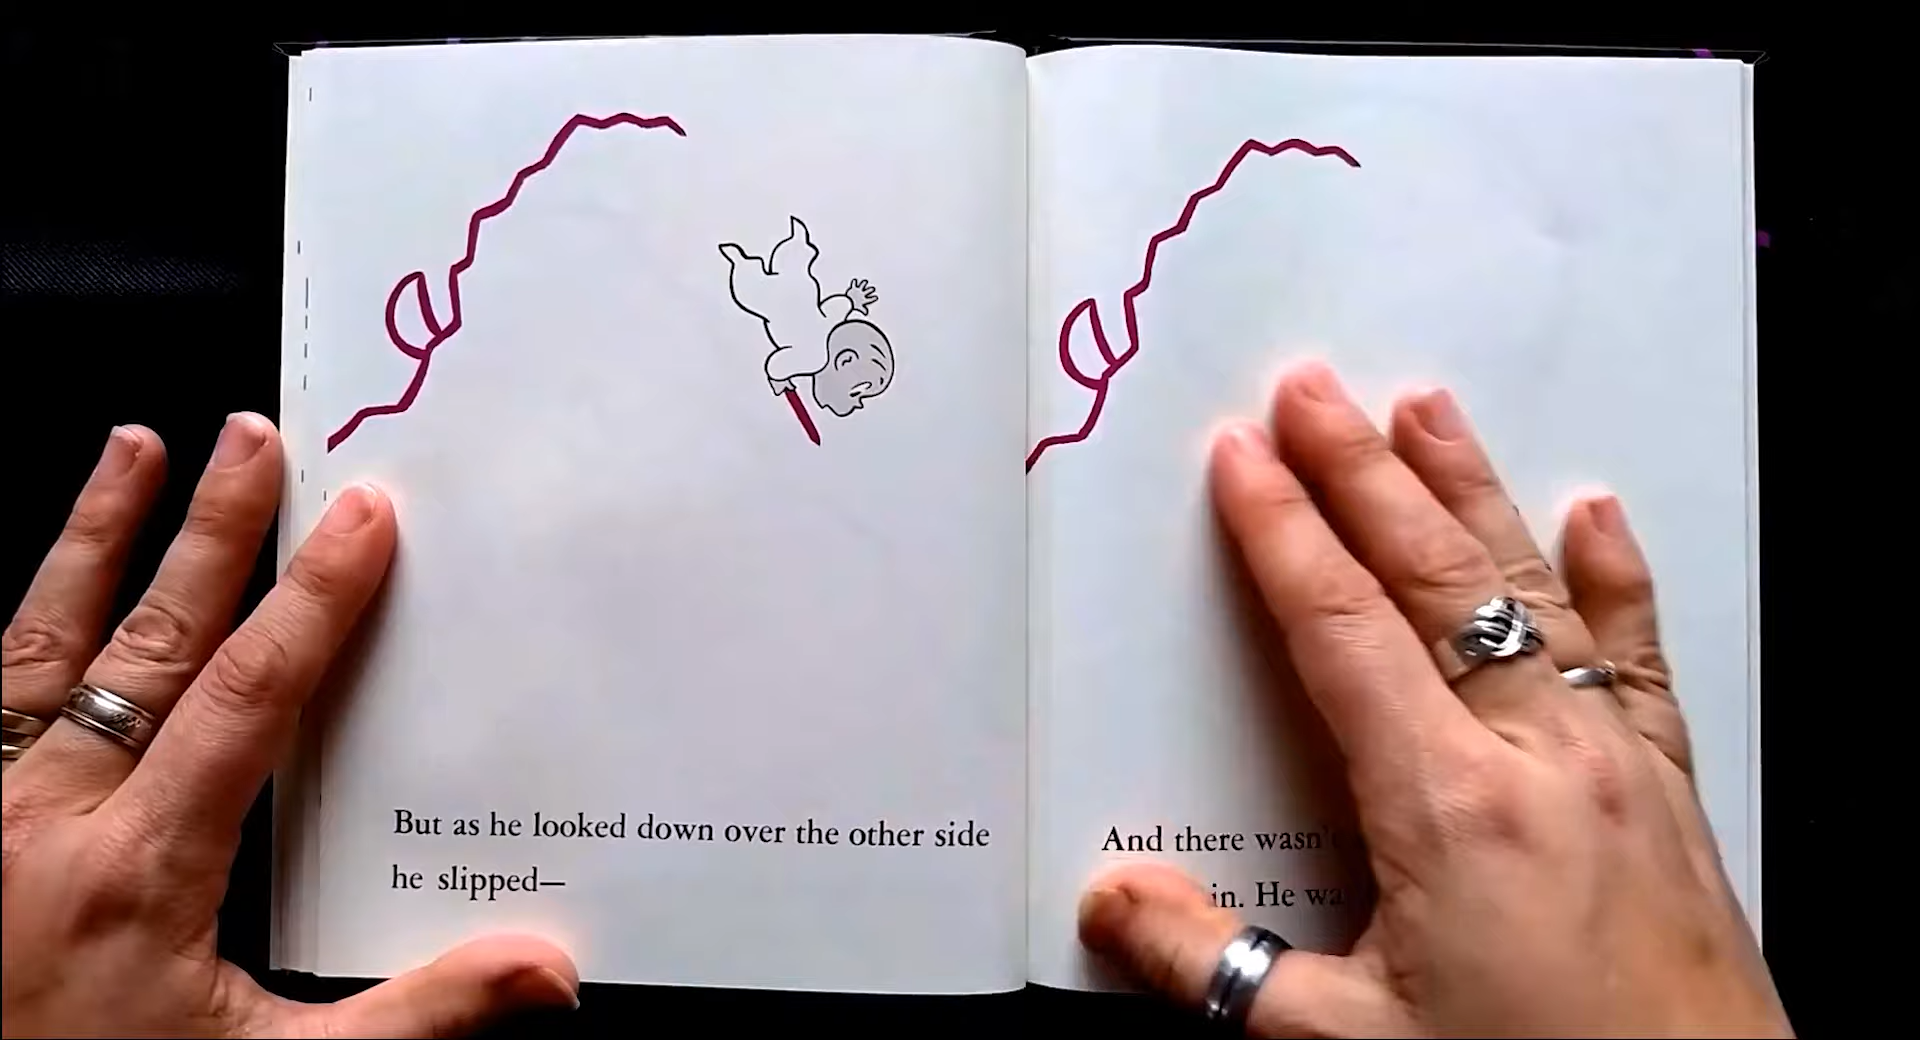 But as he looked down over the other side
he slipped—
And there wasn't
in. He wa